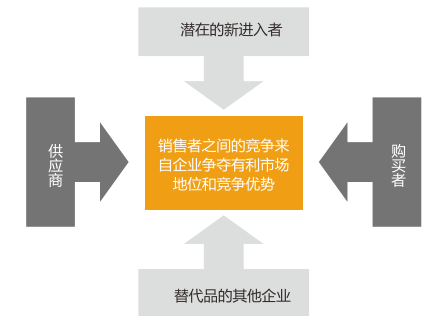 潜在的新进入者
供应商
销售者之间的竞争来
自企业争夺有利市场
地位和竞争优势
购买者
替代品的其他企业